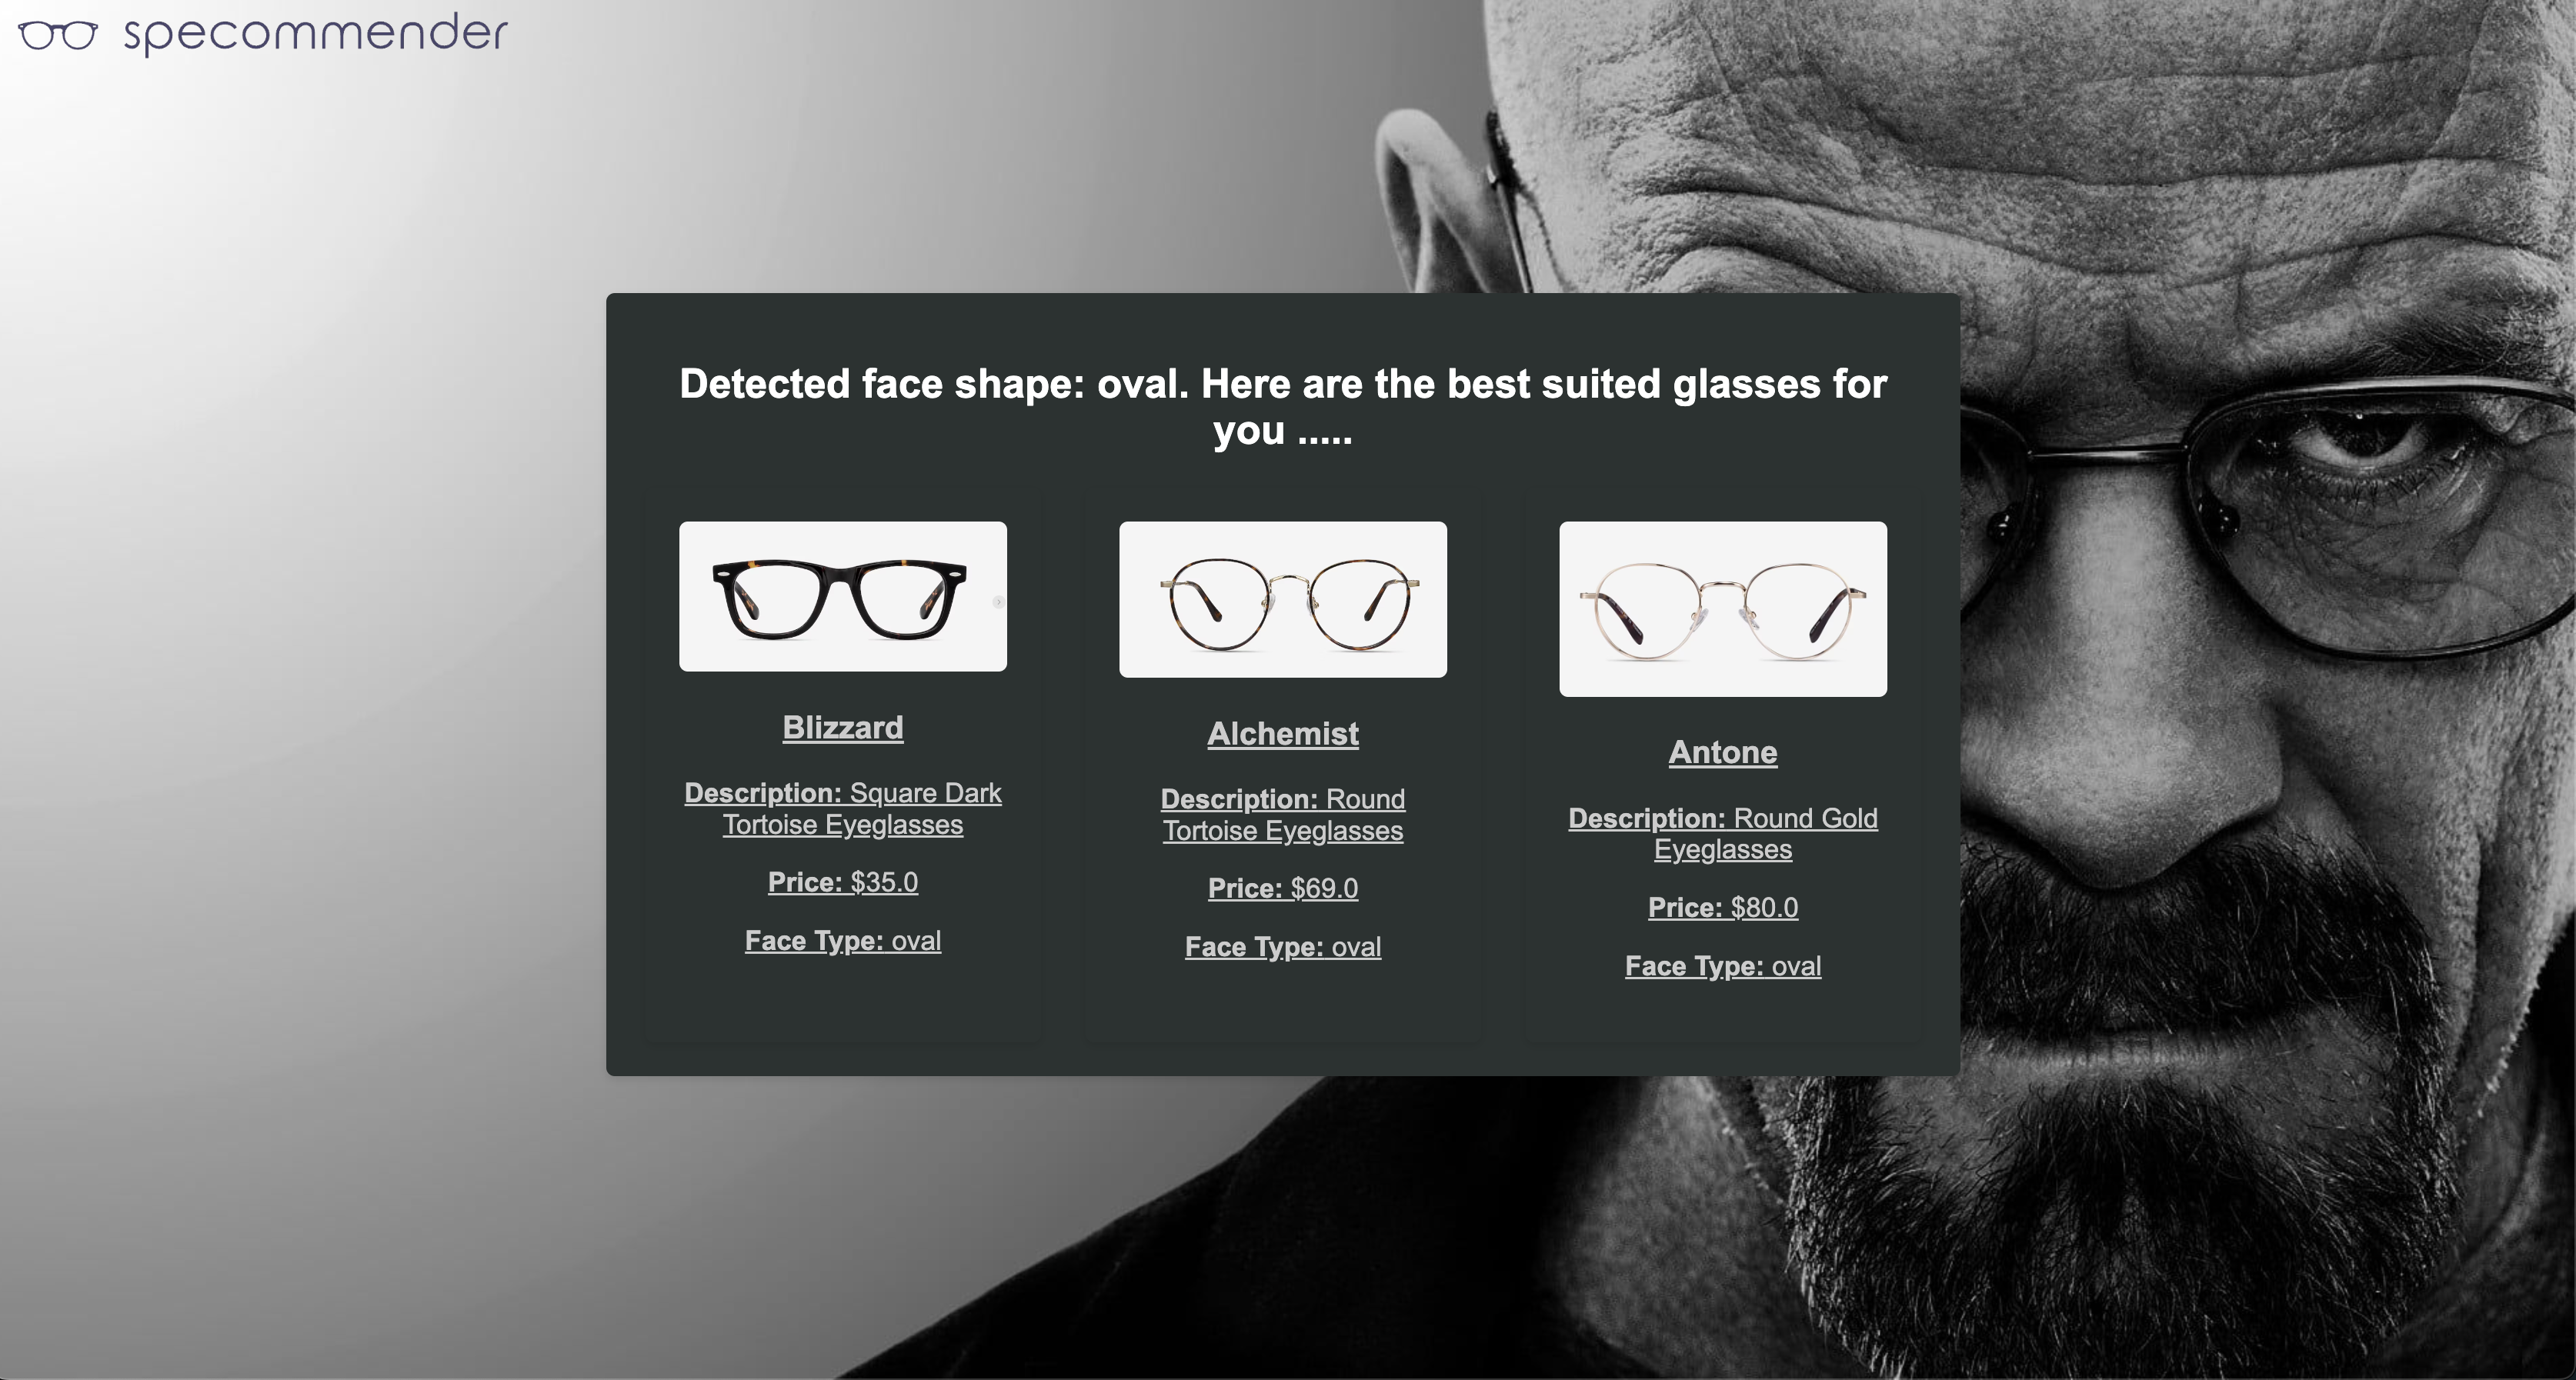 specommender
Detected face shape: oval. Here are the best suited glasses for
you .....
Blizzard
Description: Square Dark
Tortoise Eyeglasses
Price: $35.0
Face Type: oval
Alchemist
Description: Round
Tortoise Eyeglasses
Price: $69.0
Face Type: oval
Antone
Description: Round Gold
Eyeglasses
Price: $80.0
Face Type: oval